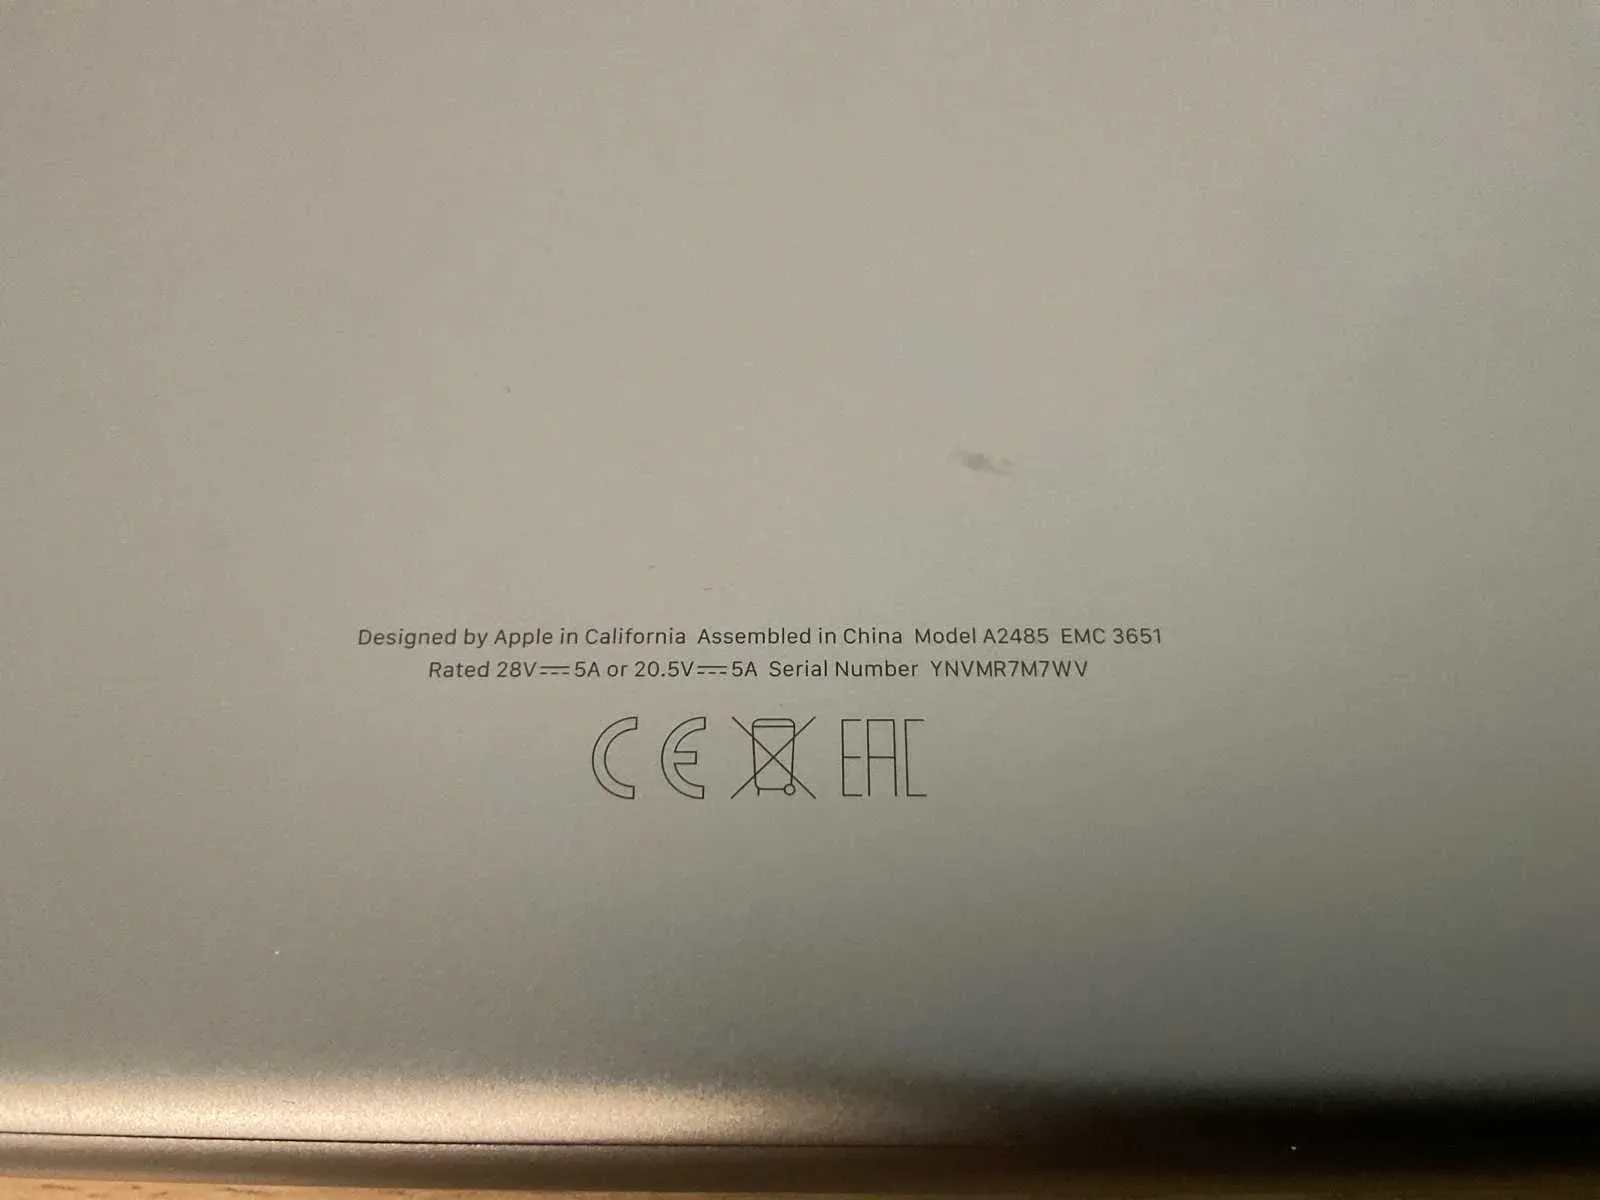 Designed by Apple in California Assembled in China Model A2485 EMC 3651
Rated 28V⎓5A or 20.5V⎓5A Serial Number YNVMR7M7WV
CE EAC